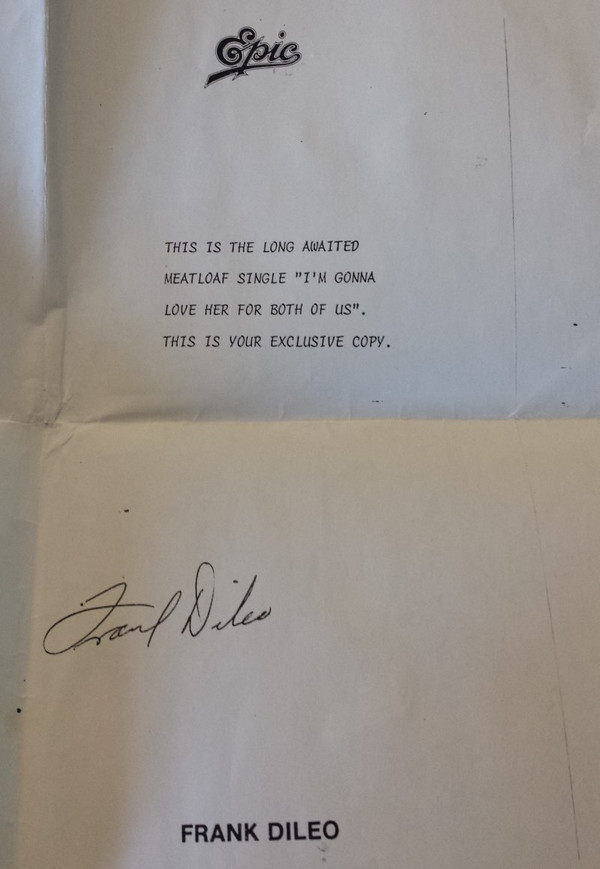 Epic
THIS IS THE LONG AWAITED
MEATLOAF SINGLE "I'M GONNA
LOVE HER FOR BOTH OF US".
THIS IS YOUR EXCLUSIVE COPY.
Frank Dileo
FRANK DILEO